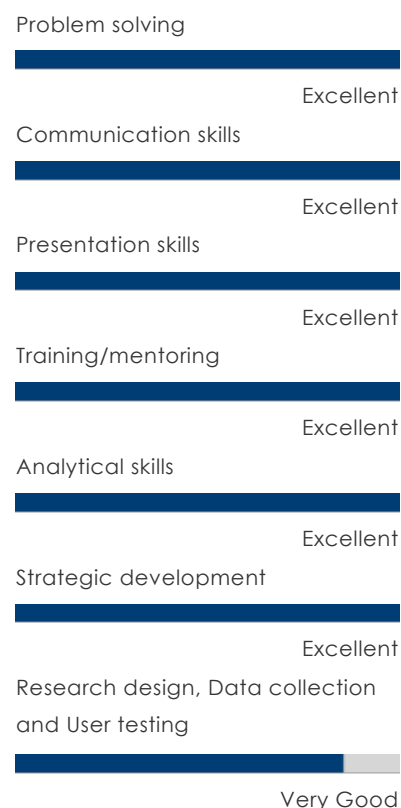 Problem solving
Excellent
Communication skills
Excellent
Presentation skills
Excellent
Training/mentoring
Excellent
Analytical skills
Excellent
Strategic development
Excellent
Research design, Data collection
and User testing
Very Good